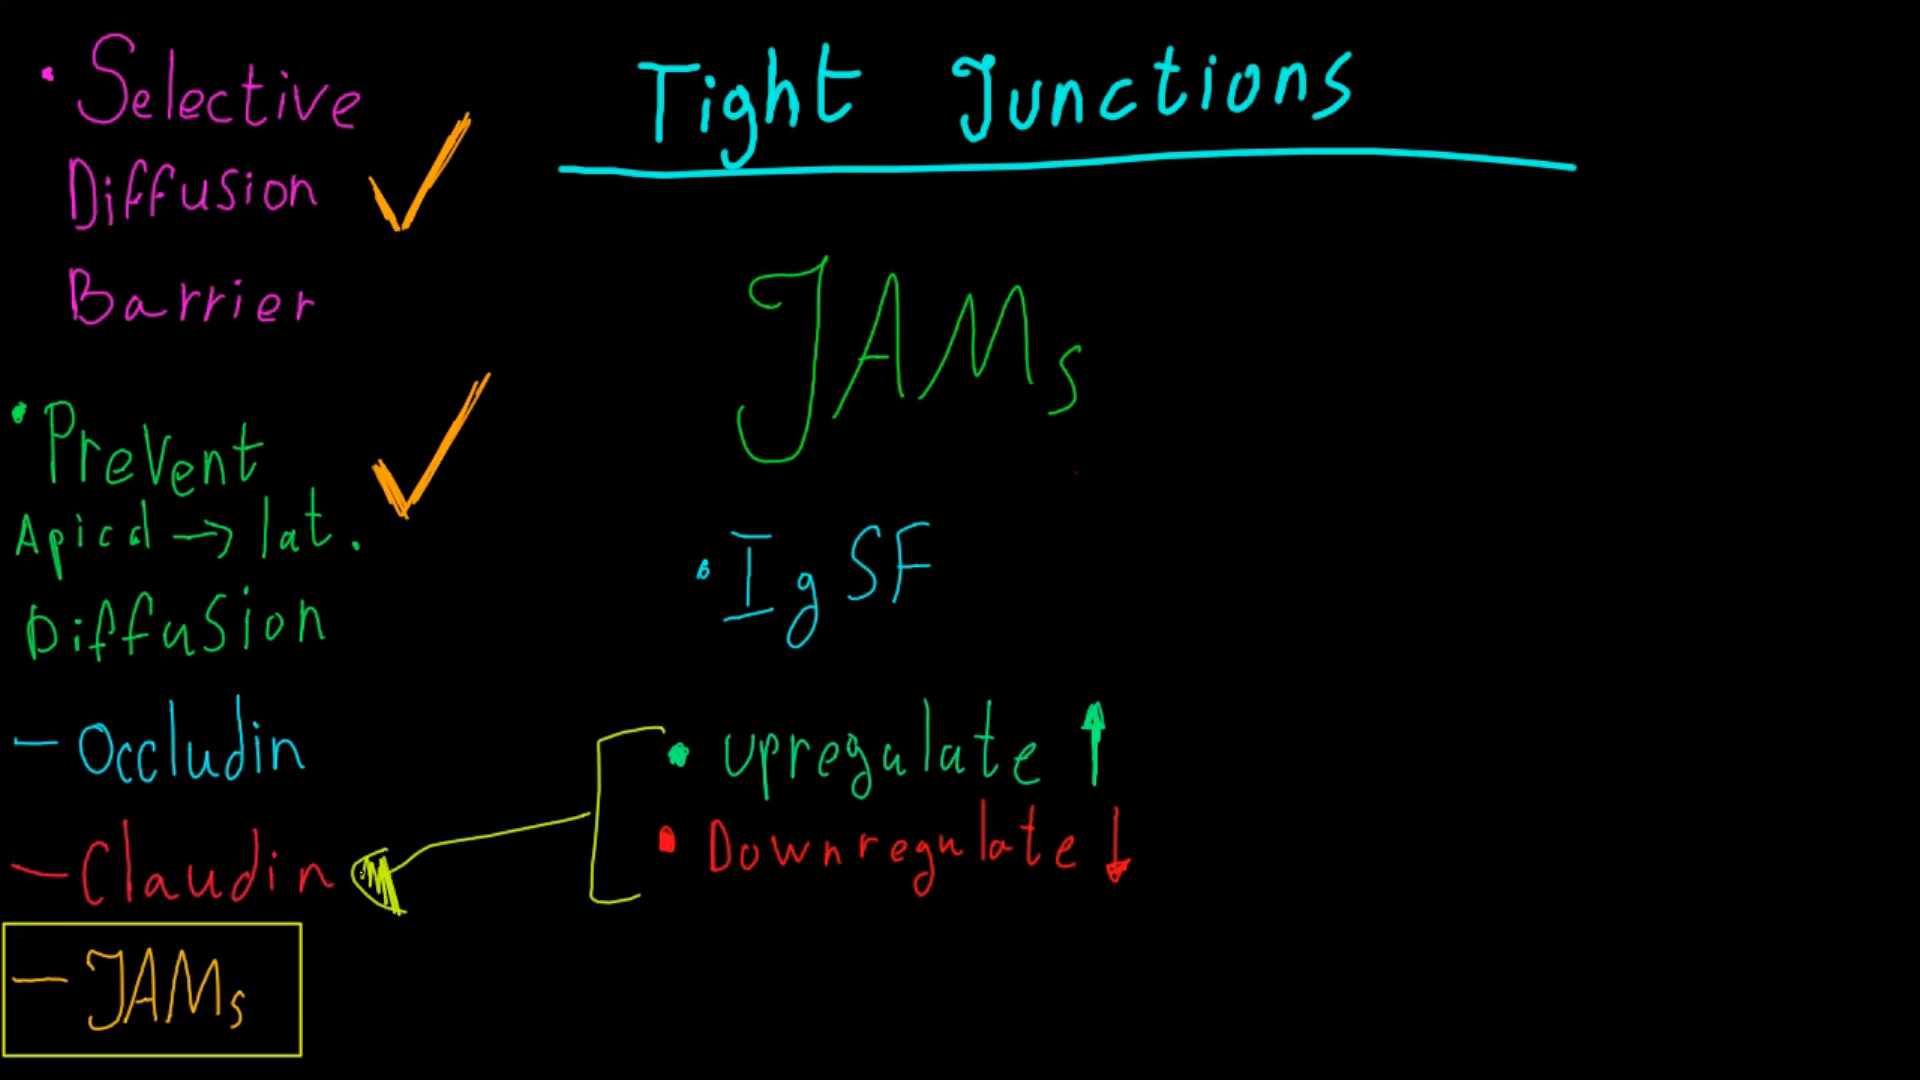 • Selective
Diffusion
Barrier
• Prevent
Apical → lat.
Diffusion
- Occludin
- Claudin
- JAMs
Tight Junctions
JAMs
• IgSF
• Upregulate ↑
• Downregulate ↓